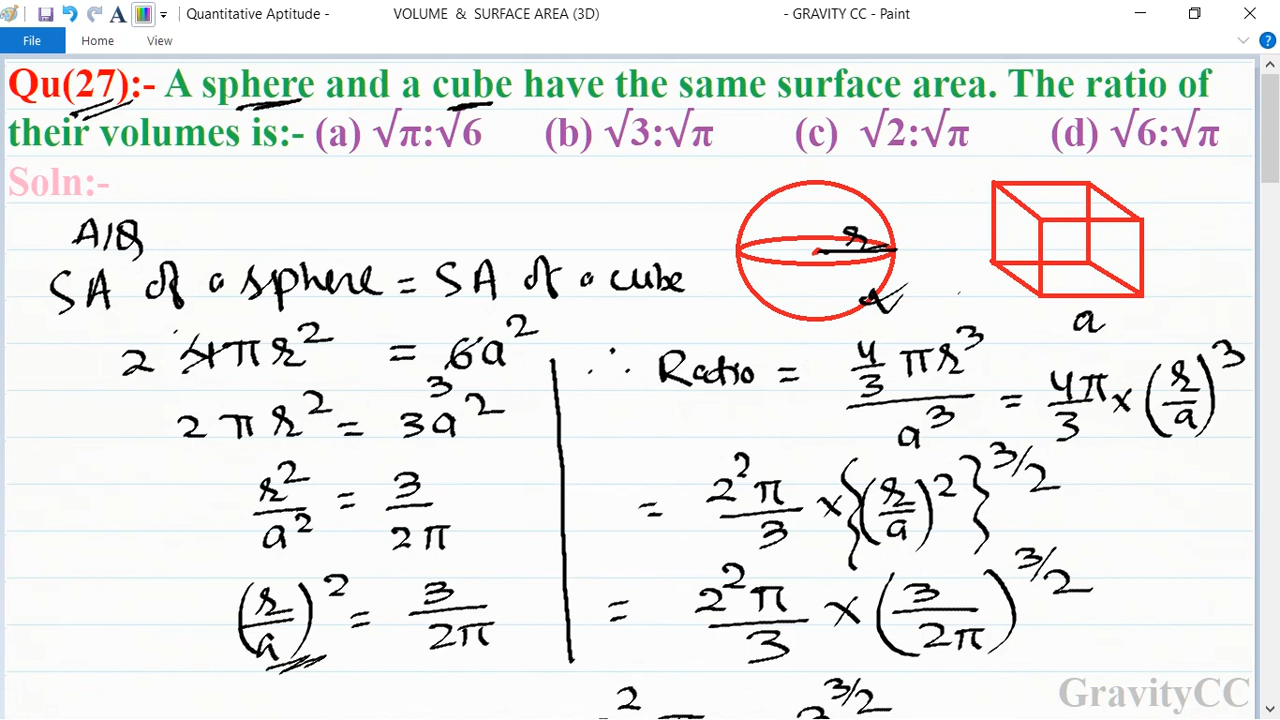 Quantitative Aptitude - VOLUME & SURFACE AREA (3D) - GRAVITY CC - Paint
File Home View
Qu(27):- A sphere and a cube have the same surface area. The ratio of
their volumes is:- (a) √π:√6 (b) √3:√π (c) √2:√π (d) √6:√π
Soln:-
A/Q
SA of a sphere = SA of a cube
2 4πr² = 6a²
3
2πr² = 3a²
r²/a² = 3/2π
(r/a)² = 3/2π
r
a
∴ Ratio = (4/3 πr³)/a³ = 4π/3 × (r/a)³
= 2²π/3 × {(r/a)²}^3/2
= 2²π/3 × (3/2π)^3/2
GravityCC